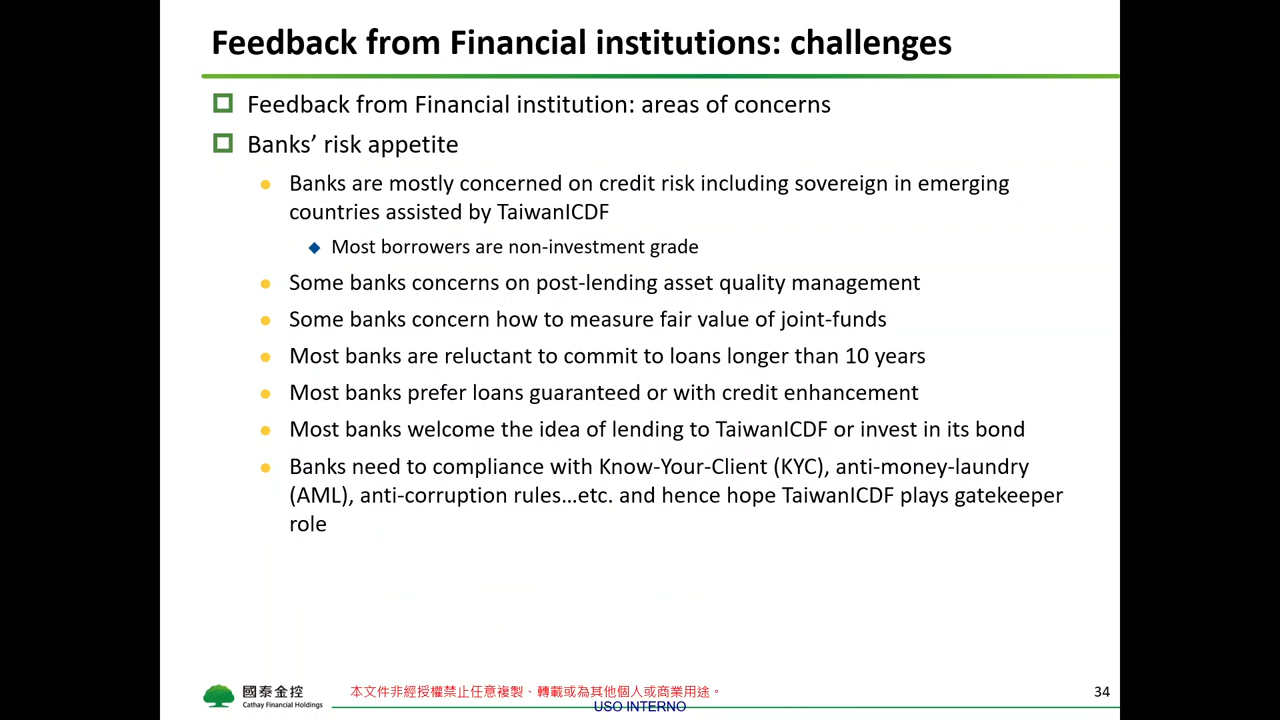 Feedback from Financial institutions: challenges
Feedback from Financial institution: areas of concerns
Banks’ risk appetite
Banks are mostly concerned on credit risk including sovereign in emerging
countries assisted by TaiwanICDF
Most borrowers are non-investment grade
Some banks concerns on post-lending asset quality management
Some banks concern how to measure fair value of joint-funds
Most banks are reluctant to commit to loans longer than 10 years
Most banks prefer loans guaranteed or with credit enhancement
Most banks welcome the idea of lending to TaiwanICDF or invest in its bond
Banks need to compliance with Know-Your-Client (KYC), anti-money-laundry
(AML), anti-corruption rules…etc. and hence hope TaiwanICDF plays gatekeeper
role
國泰金控
Cathay Financial Holdings
本文件非經授權禁止任意複製、轉載或為其他個人或商業用途。
USO INTERNO
34